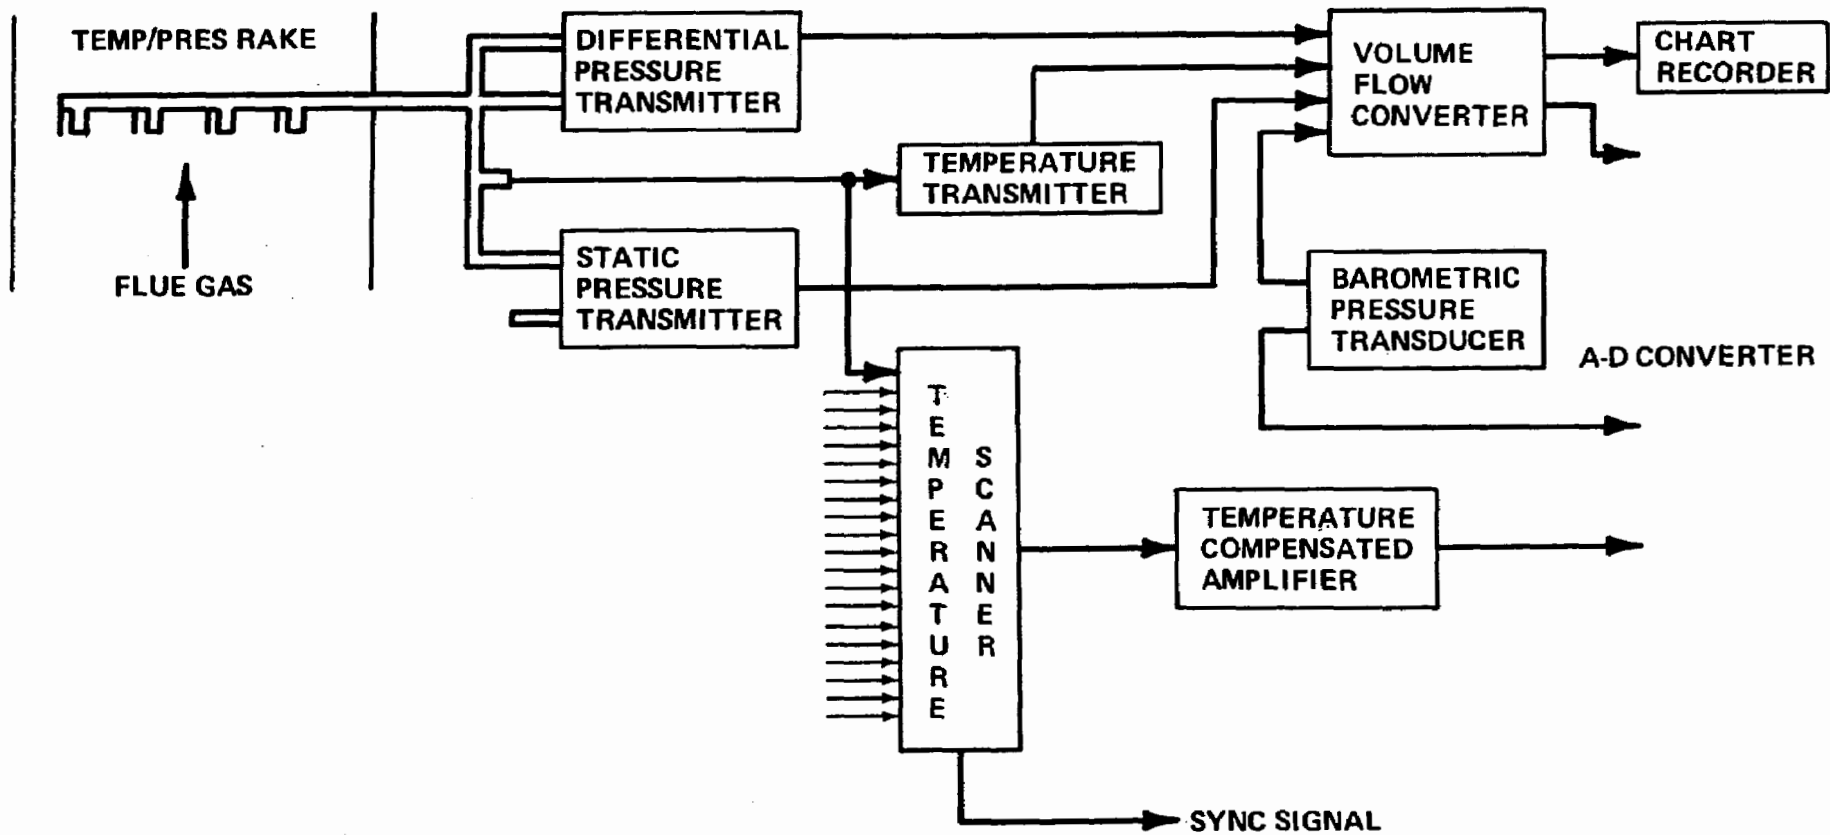 TEMP/PRES RAKE
FLUE GAS
DIFFERENTIAL
PRESSURE
TRANSMITTER
STATIC
PRESSURE
TRANSMITTER
TEMPERATURE
TRANSMITTER
VOLUME
FLOW
CONVERTER
CHART
RECORDER
BAROMETRIC
PRESSURE
TRANSDUCER
A-D CONVERTER
TEMPERATURE
SCANNER
TEMPERATURE
COMPENSATED
AMPLIFIER
SYNC SIGNAL